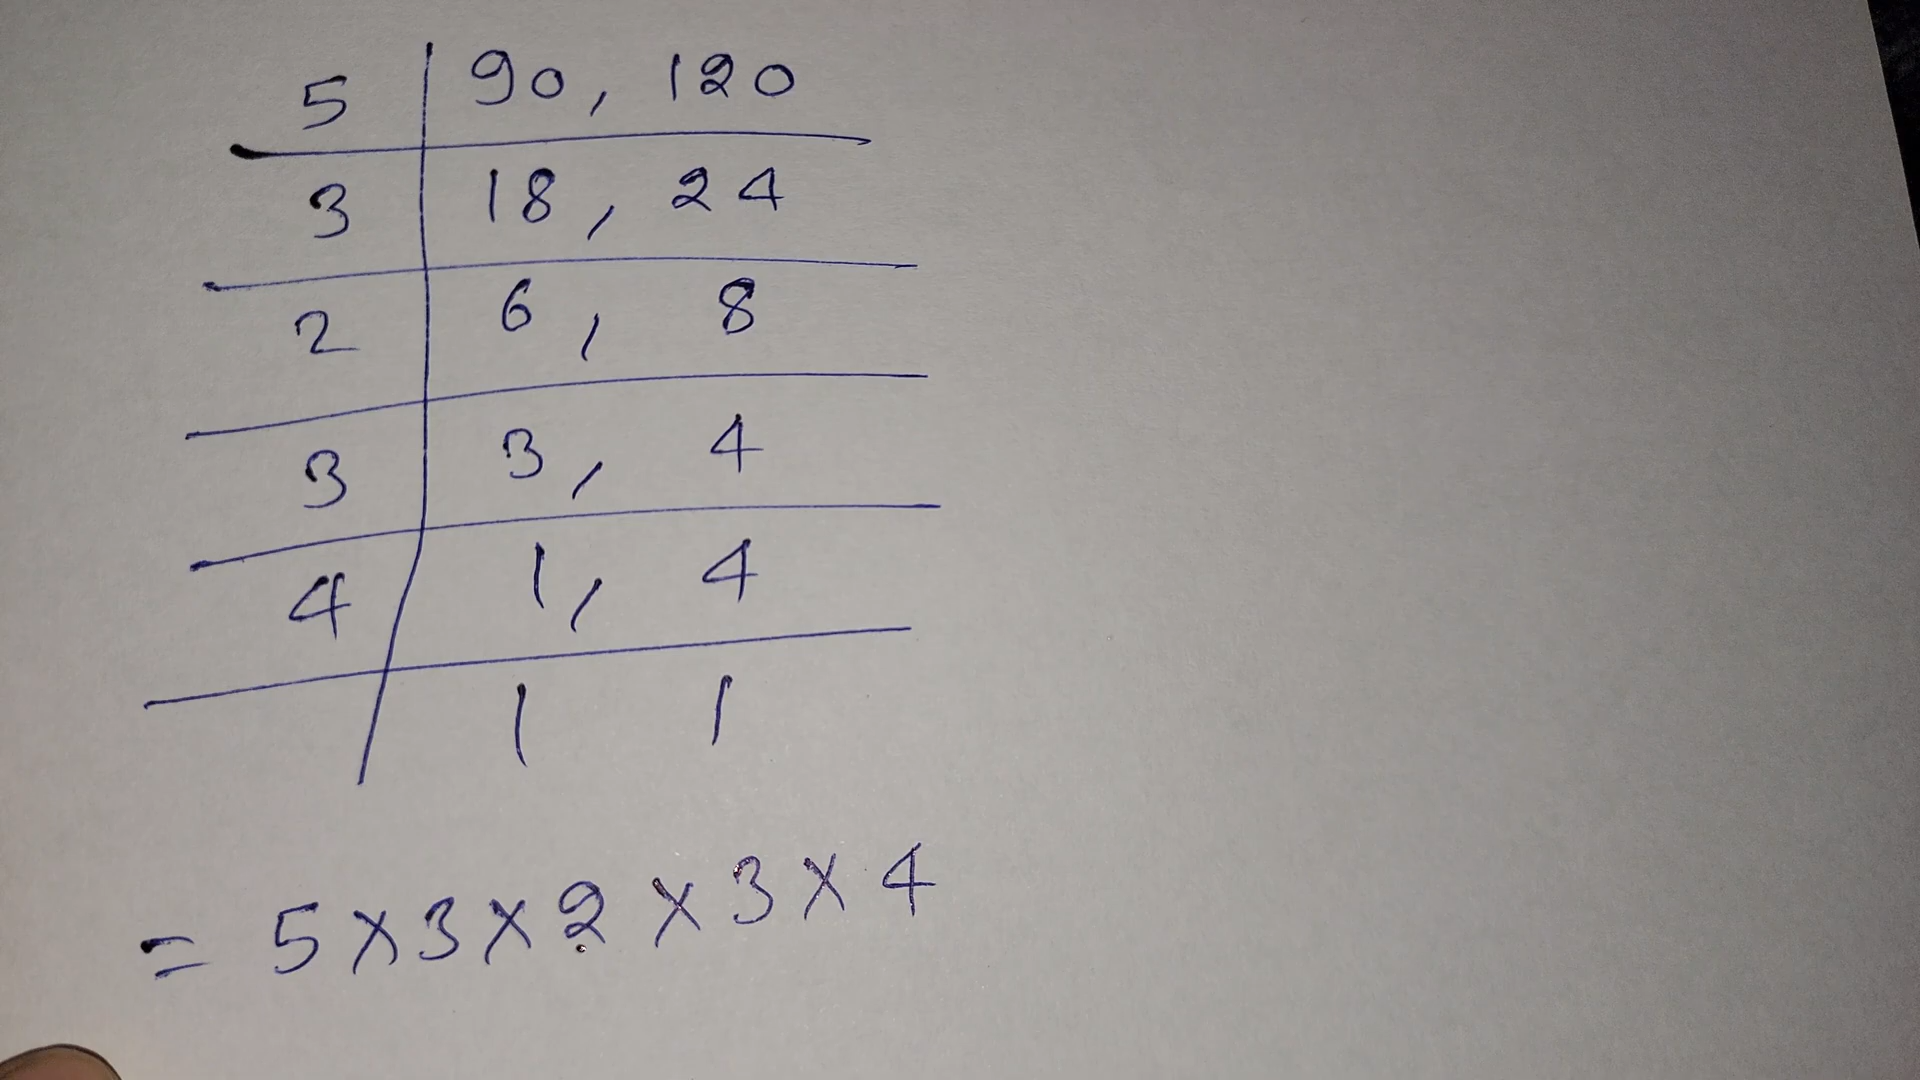 5 | 90, 120
3 | 18, 24
2 | 6, 8
3 | 3, 4
4 | 1, 4
1 1
= 5 × 3 × 2 × 3 × 4